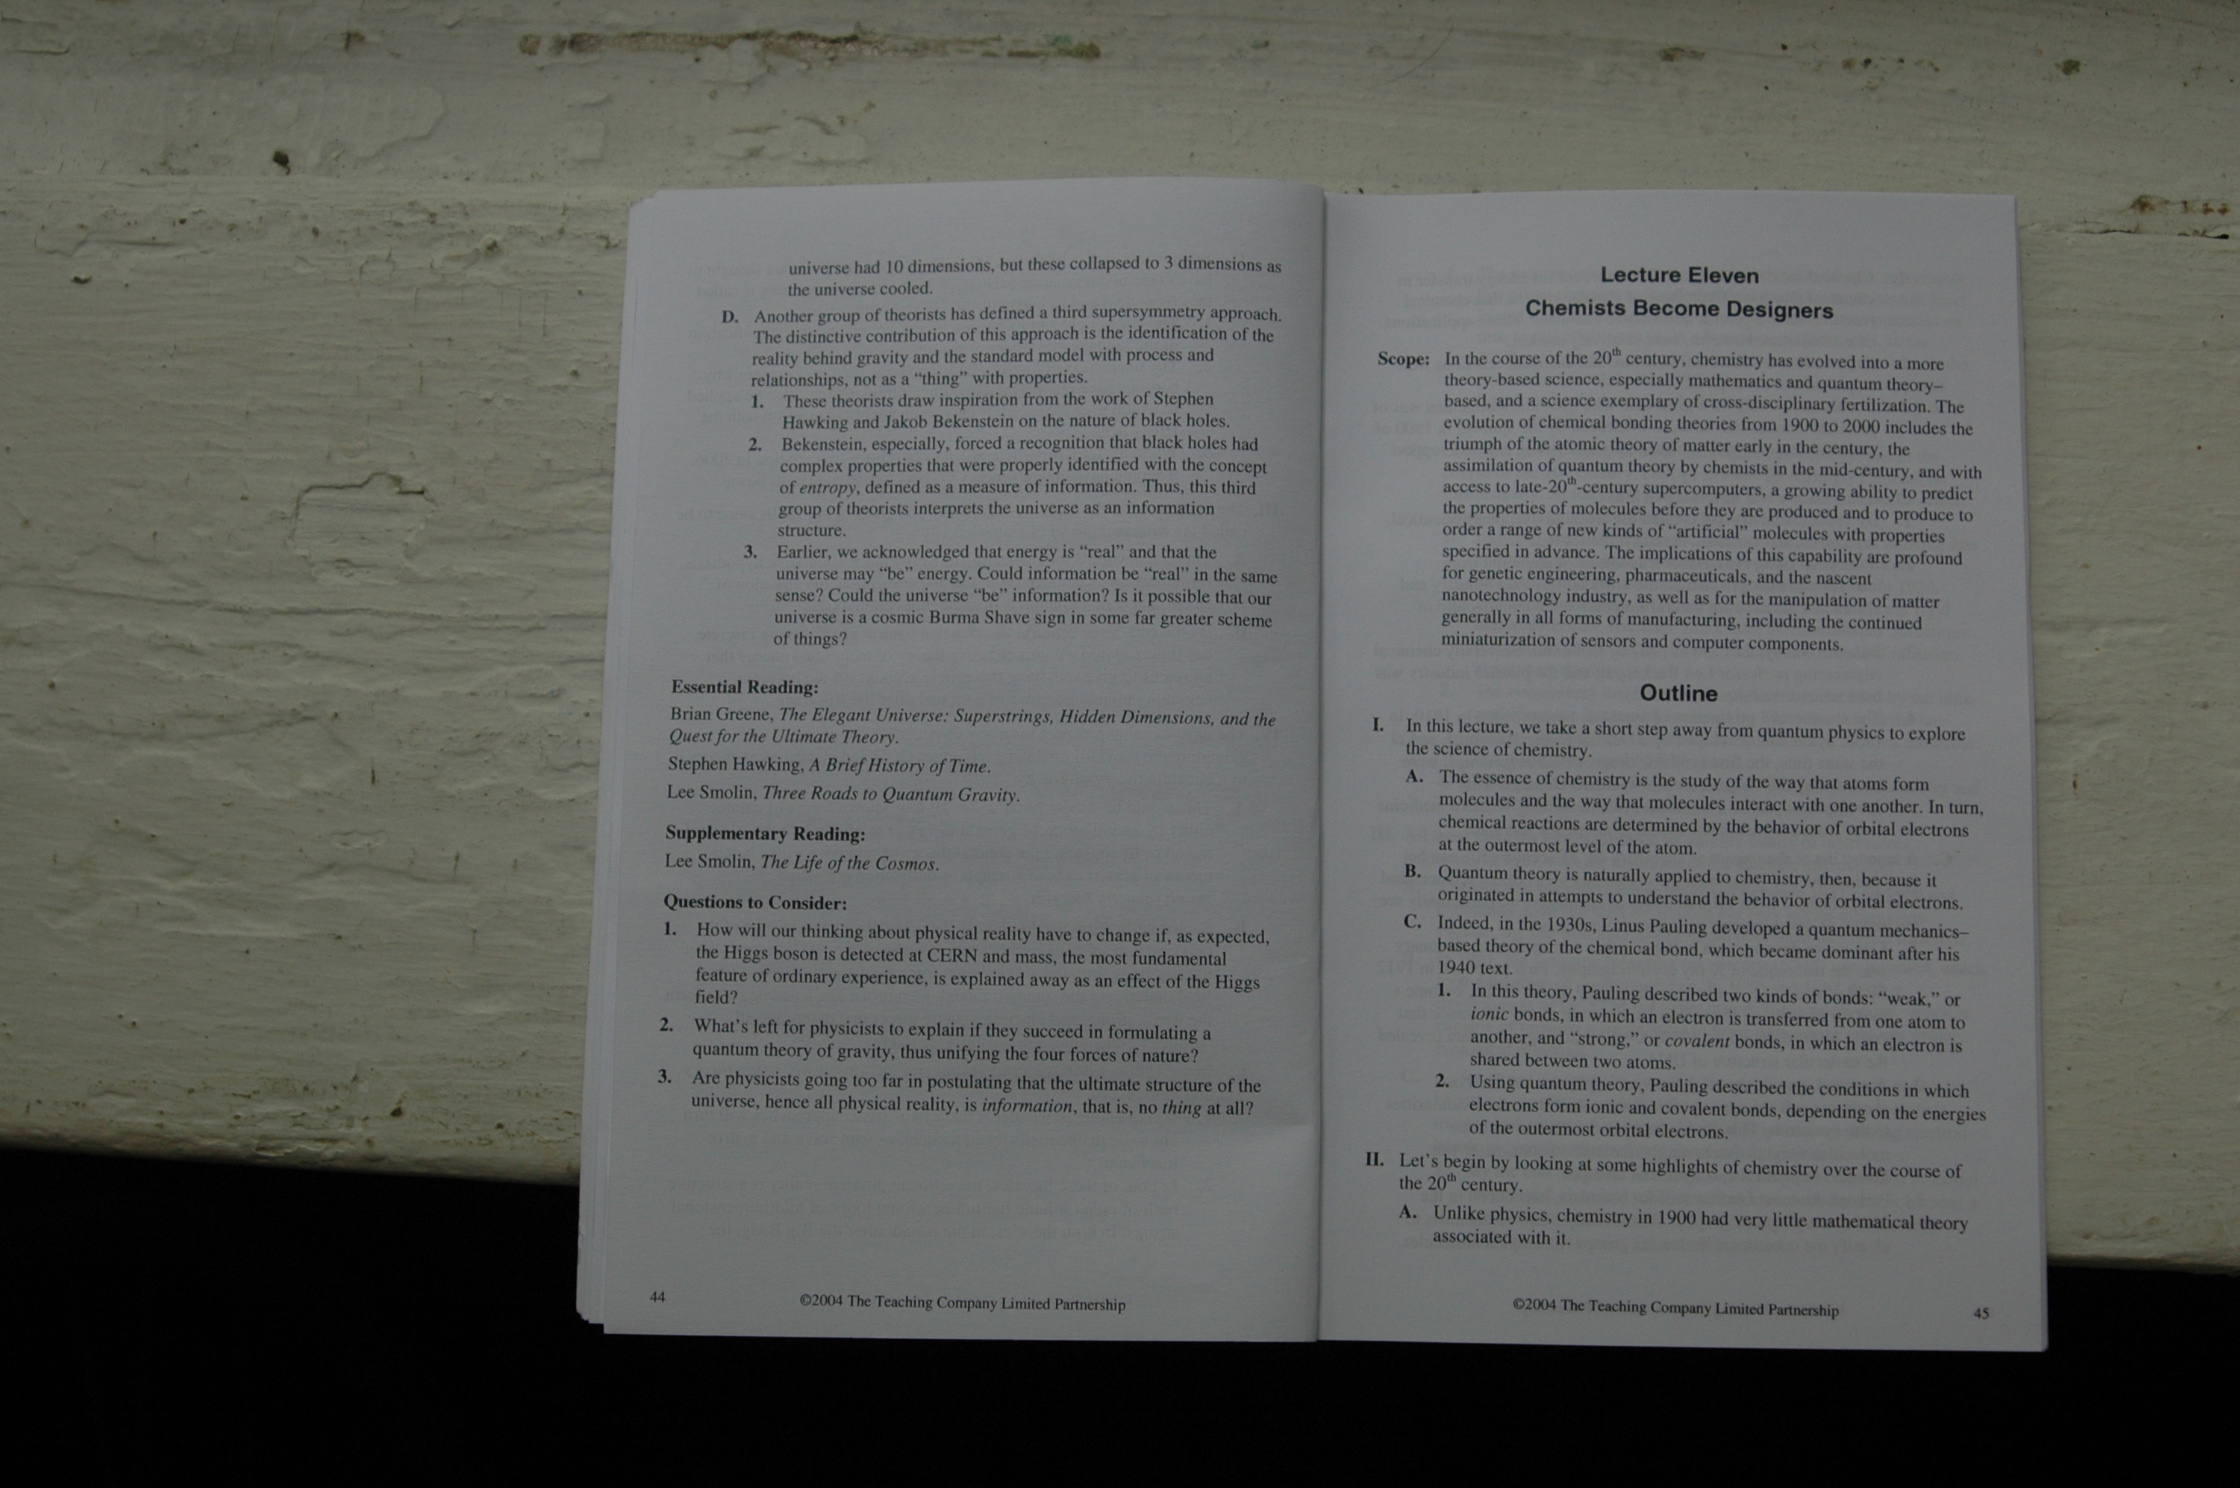 universe had 10 dimensions, but these collapsed to 3 dimensions as
the universe cooled.
D. Another group of theorists has defined a third supersymmetry approach.
The distinctive contribution of this approach is the identification of the
reality behind gravity and the standard model with process and
relationships, not as a “thing” with properties.
1. These theorists draw inspiration from the work of Stephen
Hawking and Jakob Bekenstein on the nature of black holes.
2. Bekenstein, especially, forced a recognition that black holes had
complex properties that were properly identified with the concept
of entropy, defined as a measure of information. Thus, this third
group of theorists interprets the universe as an information
structure.
3. Earlier, we acknowledged that energy is “real” and that the
universe may “be” energy. Could information be “real” in the same
sense? Could the universe “be” information? Is it possible that our
universe is a cosmic Burma Shave sign in some far greater scheme
of things?
Essential Reading:
Brian Greene, The Elegant Universe: Superstrings, Hidden Dimensions, and the
Quest for the Ultimate Theory.
Stephen Hawking, A Brief History of Time.
Lee Smolin, Three Roads to Quantum Gravity.
Supplementary Reading:
Lee Smolin, The Life of the Cosmos.
Questions to Consider:
1. How will our thinking about physical reality have to change if, as expected,
the Higgs boson is detected at CERN and mass, the most fundamental
feature of ordinary experience, is explained away as an effect of the Higgs
field?
2. What’s left for physicists to explain if they succeed in formulating a
quantum theory of gravity, thus unifying the four forces of nature?
3. Are physicists going too far in postulating that the ultimate structure of the
universe, hence all physical reality, is information, that is, no thing at all?
44
©2004 The Teaching Company Limited Partnership
Lecture Eleven
Chemists Become Designers
Scope: In the course of the 20th century, chemistry has evolved into a more
theory-based science, especially mathematics and quantum theory–
based, and a science exemplary of cross-disciplinary fertilization. The
evolution of chemical bonding theories from 1900 to 2000 includes the
triumph of the atomic theory of matter early in the century, the
assimilation of quantum theory by chemists in the mid-century, and with
access to late-20th-century supercomputers, a growing ability to predict
the properties of molecules before they are produced and to produce to
order a range of new kinds of “artificial” molecules with properties
specified in advance. The implications of this capability are profound
for genetic engineering, pharmaceuticals, and the nascent
nanotechnology industry, as well as for the manipulation of matter
generally in all forms of manufacturing, including the continued
miniaturization of sensors and computer components.
Outline
I. In this lecture, we take a short step away from quantum physics to explore
the science of chemistry.
A. The essence of chemistry is the study of the way that atoms form
molecules and the way that molecules interact with one another. In turn,
chemical reactions are determined by the behavior of orbital electrons
at the outermost level of the atom.
B. Quantum theory is naturally applied to chemistry, then, because it
originated in attempts to understand the behavior of orbital electrons.
C. Indeed, in the 1930s, Linus Pauling developed a quantum mechanics–
based theory of the chemical bond, which became dominant after his
1940 text.
1. In this theory, Pauling described two kinds of bonds: “weak,” or
ionic bonds, in which an electron is transferred from one atom to
another, and “strong,” or covalent bonds, in which an electron is
shared between two atoms.
2. Using quantum theory, Pauling described the conditions in which
electrons form ionic and covalent bonds, depending on the energies
of the outermost orbital electrons.
II. Let’s begin by looking at some highlights of chemistry over the course of
the 20th century.
A. Unlike physics, chemistry in 1900 had very little mathematical theory
associated with it.
©2004 The Teaching Company Limited Partnership
45